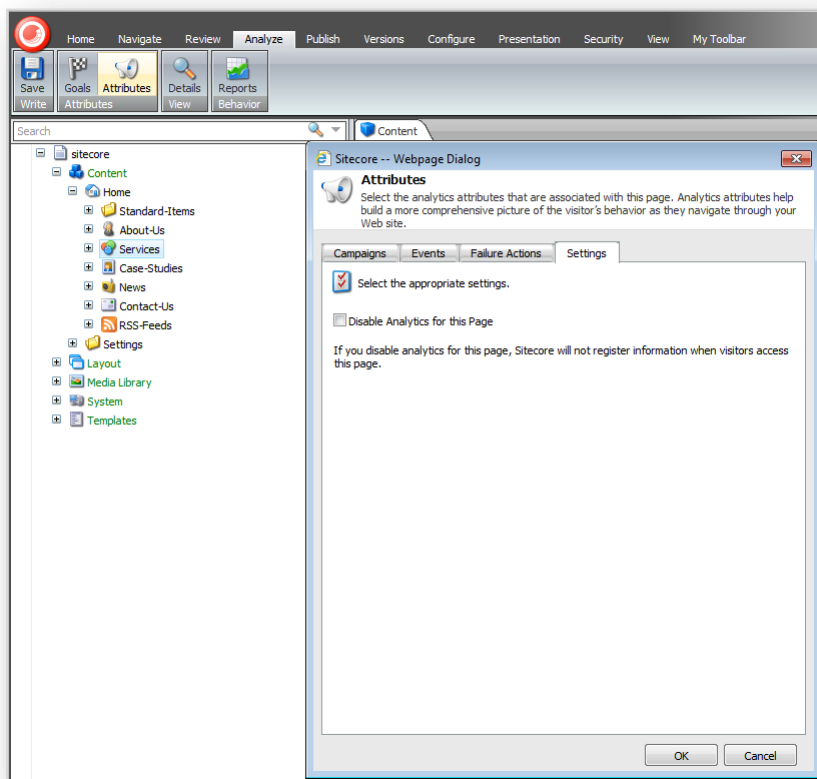 Home Navigate Review Analyze Publish Versions Configure Presentation Security View My Toolbar
Save Goals Attributes Details Reports
Write Attributes View Behavior
Search
Content
sitecore
Content
Home
Standard-Items
About-Us
Services
Case-Studies
News
Contact-Us
RSS-Feeds
Settings
Layout
Media Library
System
Templates
Sitecore -- Webpage Dialog
Attributes
Select the analytics attributes that are associated with this page. Analytics attributes help
build a more comprehensive picture of the visitor's behavior as they navigate through your
Web site.
Campaigns Events Failure Actions Settings
Select the appropriate settings.
Disable Analytics for this Page
If you disable analytics for this page, Sitecore will not register information when visitors access
this page.
OK Cancel